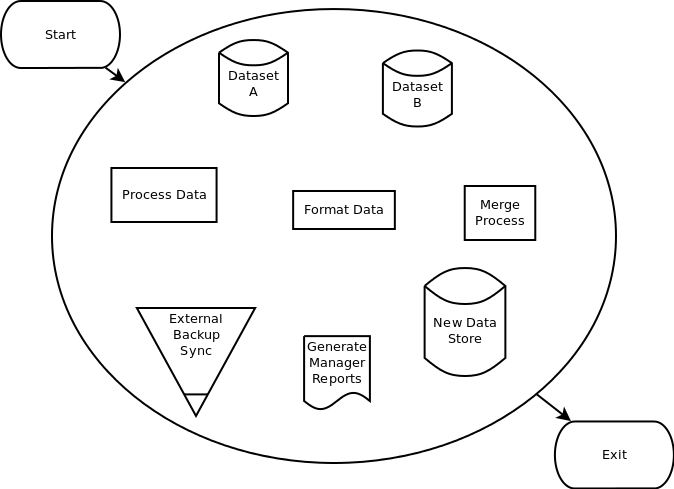 Start
Dataset
A
Dataset
B
Process Data
Format Data
Merge
Process
External
Backup
Sync
Generate
Manager
Reports
New Data
Store
Exit